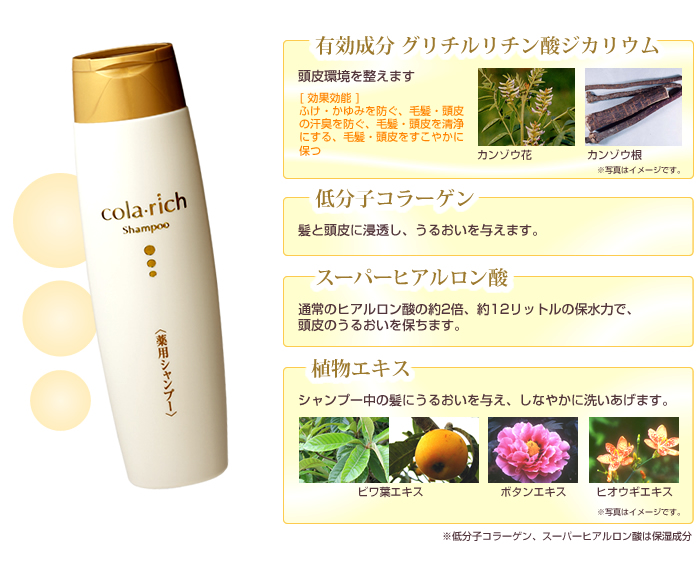 cola·rich
Shampoo
〈薬用シャンプー〉
有効成分 グリチルリチン酸ジカリウム
頭皮環境を整えます
[ 効果効能 ]
ふけ・かゆみを防ぐ、毛髪・頭皮
の汗臭を防ぐ、毛髪・頭皮を清浄
にする、毛髪・頭皮をすこやかに
保つ
カンゾウ花
カンゾウ根
※写真はイメージです。
低分子コラーゲン
髪と頭皮に浸透し、うるおいを与えます。
スーパーヒアルロン酸
通常のヒアルロン酸の約2倍、約12リットルの保水力で、
頭皮のうるおいを保ちます。
植物エキス
シャンプー中の髪にうるおいを与え、しなやかに洗いあげます。
ビワ葉エキス
ボタンエキス
ヒオウギエキス
※写真はイメージです。
※低分子コラーゲン、スーパーヒアルロン酸は保湿成分